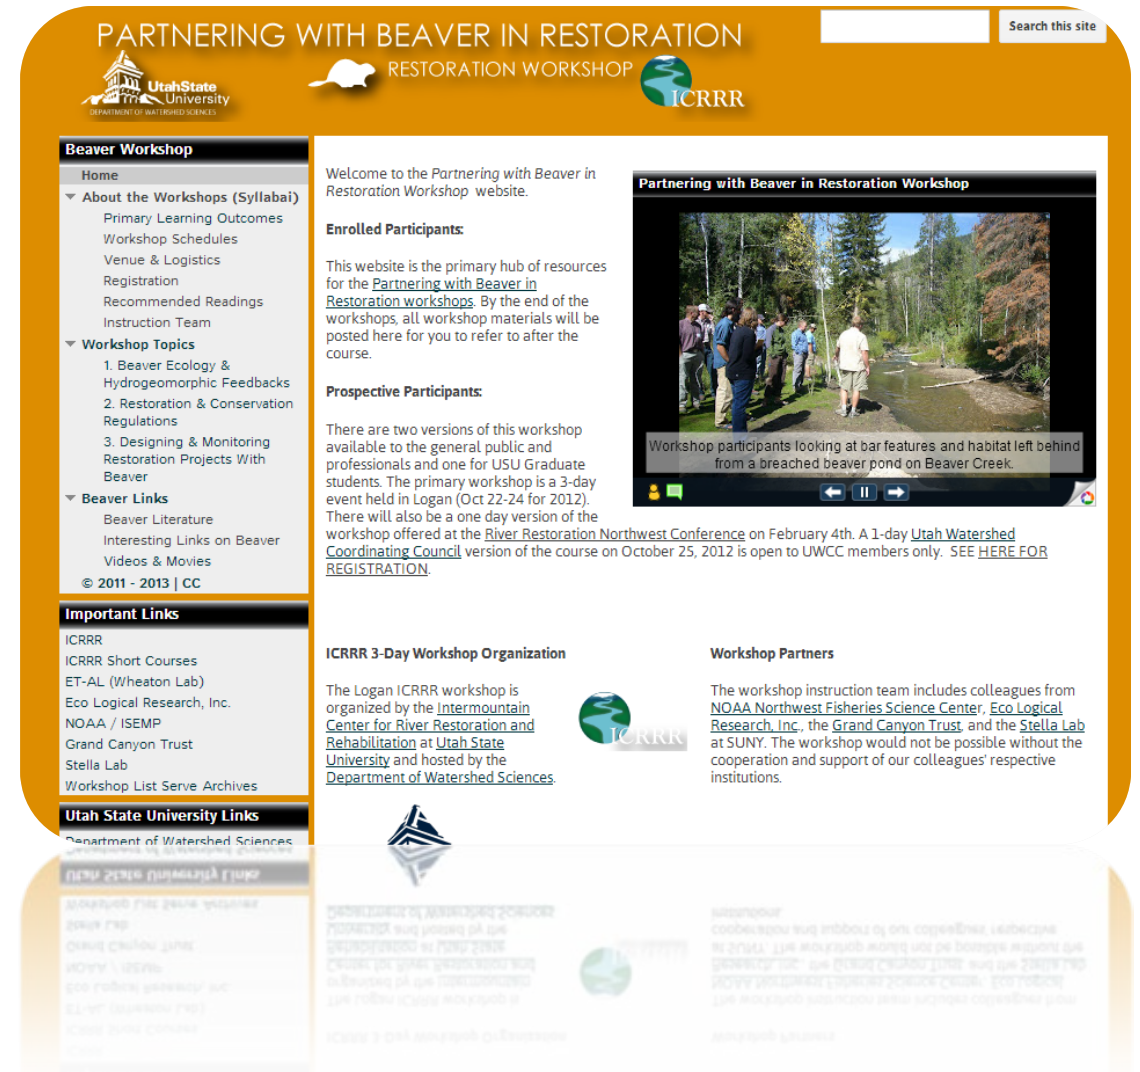 PARTNERING WITH BEAVER IN RESTORATION
RESTORATION WORKSHOP
UtahState
University
DEPARTMENT OF WATERSHED SCIENCES
ICRRR
Search this site
Beaver Workshop
Home
About the Workshops (Syllabai)
Primary Learning Outcomes
Workshop Schedules
Venue & Logistics
Registration
Recommended Readings
Instruction Team
Workshop Topics
1. Beaver Ecology &
Hydrogeomorphic Feedbacks
2. Restoration & Conservation
Regulations
3. Designing & Monitoring
Restoration Projects With
Beaver
Beaver Links
Beaver Literature
Interesting Links on Beaver
Videos & Movies
© 2011 - 2013 | CC
Important Links
ICRRR
ICRRR Short Courses
ET-AL (Wheaton Lab)
Eco Logical Research, Inc.
NOAA / ISEMP
Grand Canyon Trust
Stella Lab
Workshop List Serve Archives
Utah State University Links
Department of Watershed Sciences
Welcome to the Partnering with Beaver in
Restoration Workshop website.
Enrolled Participants:
This website is the primary hub of resources
for the Partnering with Beaver in
Restoration workshops. By the end of the
workshops, all workshop materials will be
posted here for you to refer to after the
course.
Prospective Participants:
There are two versions of this workshop
available to the general public and
professionals and one for USU Graduate
students. The primary workshop is a 3-day
event held in Logan (Oct 22-24 for 2012).
There will also be a one day version of the
workshop offered at the River Restoration Northwest Conference on February 4th. A 1-day Utah Watershed
Coordinating Council version of the course on October 25, 2012 is open to UWCC members only. SEE HERE FOR
REGISTRATION.
Partnering with Beaver in Restoration Workshop
Workshop participants looking at bar features and habitat left behind
from a breached beaver pond on Beaver Creek.
ICRRR 3-Day Workshop Organization
The Logan ICRRR workshop is
organized by the Intermountain
Center for River Restoration and
Rehabilitation at Utah State
University and hosted by the
Department of Watershed Sciences.
ICRRR
Workshop Partners
The workshop instruction team includes colleagues from
NOAA Northwest Fisheries Science Center, Eco Logical
Research, Inc., the Grand Canyon Trust, and the Stella Lab
at SUNY. The workshop would not be possible without the
cooperation and support of our colleagues' respective
institutions.